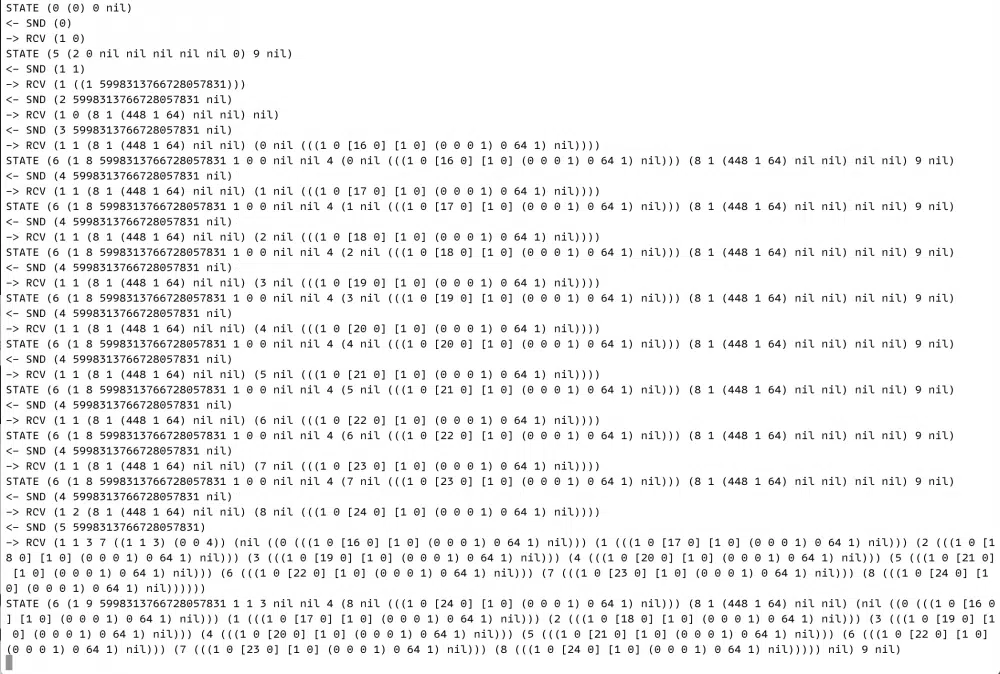 STATE (0 (0) 0 nil)
<- SND (0)
-> RCV (1 0)
STATE (5 (2 0 nil nil nil nil nil 0) 9 nil)
<- SND (1 1)
-> RCV (1 ((1 5998313766728057831)))
<- SND (2 5998313766728057831 nil)
-> RCV (1 0 (8 1 (448 1 64) nil nil) nil)
<- SND (3 5998313766728057831 nil)
-> RCV (1 1 (8 1 (448 1 64) nil nil) (0 nil (((1 0 [16 0] [1 0] (0 0 0 1) 0 64 1) nil))))
STATE (6 (1 8 5998313766728057831 1 0 0 nil nil 4 (0 nil (((1 0 [16 0] [1 0] (0 0 0 1) 0 64 1) nil))) (8 1 (448 1 64) nil nil) nil nil) 9 nil)
<- SND (4 5998313766728057831 nil)
-> RCV (1 1 (8 1 (448 1 64) nil nil) (1 nil (((1 0 [17 0] [1 0] (0 0 0 1) 0 64 1) nil))))
STATE (6 (1 8 5998313766728057831 1 0 0 nil nil 4 (1 nil (((1 0 [17 0] [1 0] (0 0 0 1) 0 64 1) nil))) (8 1 (448 1 64) nil nil) nil nil) 9 nil)
<- SND (4 5998313766728057831 nil)
-> RCV (1 1 (8 1 (448 1 64) nil nil) (2 nil (((1 0 [18 0] [1 0] (0 0 0 1) 0 64 1) nil))))
STATE (6 (1 8 5998313766728057831 1 0 0 nil nil 4 (2 nil (((1 0 [18 0] [1 0] (0 0 0 1) 0 64 1) nil))) (8 1 (448 1 64) nil nil) nil nil) 9 nil)
<- SND (4 5998313766728057831 nil)
-> RCV (1 1 (8 1 (448 1 64) nil nil) (3 nil (((1 0 [19 0] [1 0] (0 0 0 1) 0 64 1) nil))))
STATE (6 (1 8 5998313766728057831 1 0 0 nil nil 4 (3 nil (((1 0 [19 0] [1 0] (0 0 0 1) 0 64 1) nil))) (8 1 (448 1 64) nil nil) nil nil) 9 nil)
<- SND (4 5998313766728057831 nil)
-> RCV (1 1 (8 1 (448 1 64) nil nil) (4 nil (((1 0 [20 0] [1 0] (0 0 0 1) 0 64 1) nil))))
STATE (6 (1 8 5998313766728057831 1 0 0 nil nil 4 (4 nil (((1 0 [20 0] [1 0] (0 0 0 1) 0 64 1) nil))) (8 1 (448 1 64) nil nil) nil nil) 9 nil)
<- SND (4 5998313766728057831 nil)
-> RCV (1 1 (8 1 (448 1 64) nil nil) (5 nil (((1 0 [21 0] [1 0] (0 0 0 1) 0 64 1) nil))))
STATE (6 (1 8 5998313766728057831 1 0 0 nil nil 4 (5 nil (((1 0 [21 0] [1 0] (0 0 0 1) 0 64 1) nil))) (8 1 (448 1 64) nil nil) nil nil) 9 nil)
<- SND (4 5998313766728057831 nil)
-> RCV (1 1 (8 1 (448 1 64) nil nil) (6 nil (((1 0 [22 0] [1 0] (0 0 0 1) 0 64 1) nil))))
STATE (6 (1 8 5998313766728057831 1 0 0 nil nil 4 (6 nil (((1 0 [22 0] [1 0] (0 0 0 1) 0 64 1) nil))) (8 1 (448 1 64) nil nil) nil nil) 9 nil)
<- SND (4 5998313766728057831 nil)
-> RCV (1 1 (8 1 (448 1 64) nil nil) (7 nil (((1 0 [23 0] [1 0] (0 0 0 1) 0 64 1) nil))))
STATE (6 (1 8 5998313766728057831 1 0 0 nil nil 4 (7 nil (((1 0 [23 0] [1 0] (0 0 0 1) 0 64 1) nil))) (8 1 (448 1 64) nil nil) nil nil) 9 nil)
<- SND (4 5998313766728057831 nil)
-> RCV (1 2 (8 1 (448 1 64) nil nil) (8 nil (((1 0 [24 0] [1 0] (0 0 0 1) 0 64 1) nil))))
<- SND (5 5998313766728057831)
-> RCV (1 1 3 7 ((1 1 3) (0 0 4)) (nil ((0 (((1 0 [16 0] [1 0] (0 0 0 1) 0 64 1) nil))) (1 (((1 0 [17 0] [1 0] (0 0 0 1) 0 64 1) nil))) (2 (((1 0 [1
8 0] [1 0] (0 0 0 1) 0 64 1) nil))) (3 (((1 0 [19 0] [1 0] (0 0 0 1) 0 64 1) nil))) (4 (((1 0 [20 0] [1 0] (0 0 0 1) 0 64 1) nil))) (5 (((1 0 [21 0]
[1 0] (0 0 0 1) 0 64 1) nil))) (6 (((1 0 [22 0] [1 0] (0 0 0 1) 0 64 1) nil))) (7 (((1 0 [23 0] [1 0] (0 0 0 1) 0 64 1) nil))) (8 (((1 0 [24 0] [1
0] (0 0 0 1) 0 64 1) nil))))))
STATE (6 (1 9 5998313766728057831 1 1 3 nil nil 4 (8 nil (((1 0 [24 0] [1 0] (0 0 0 1) 0 64 1) nil))) (8 1 (448 1 64) nil nil) (nil ((0 (((1 0 [16 0
] [1 0] (0 0 0 1) 0 64 1) nil))) (1 (((1 0 [17 0] [1 0] (0 0 0 1) 0 64 1) nil))) (2 (((1 0 [18 0] [1 0] (0 0 0 1) 0 64 1) nil))) (3 (((1 0 [19 0] [1
0] (0 0 0 1) 0 64 1) nil))) (4 (((1 0 [20 0] [1 0] (0 0 0 1) 0 64 1) nil))) (5 (((1 0 [21 0] [1 0] (0 0 0 1) 0 64 1) nil))) (6 (((1 0 [22 0] [1 0]
(0 0 0 1) 0 64 1) nil))) (7 (((1 0 [23 0] [1 0] (0 0 0 1) 0 64 1) nil))) (8 (((1 0 [24 0] [1 0] (0 0 0 1) 0 64 1) nil))))) nil) 9 nil)